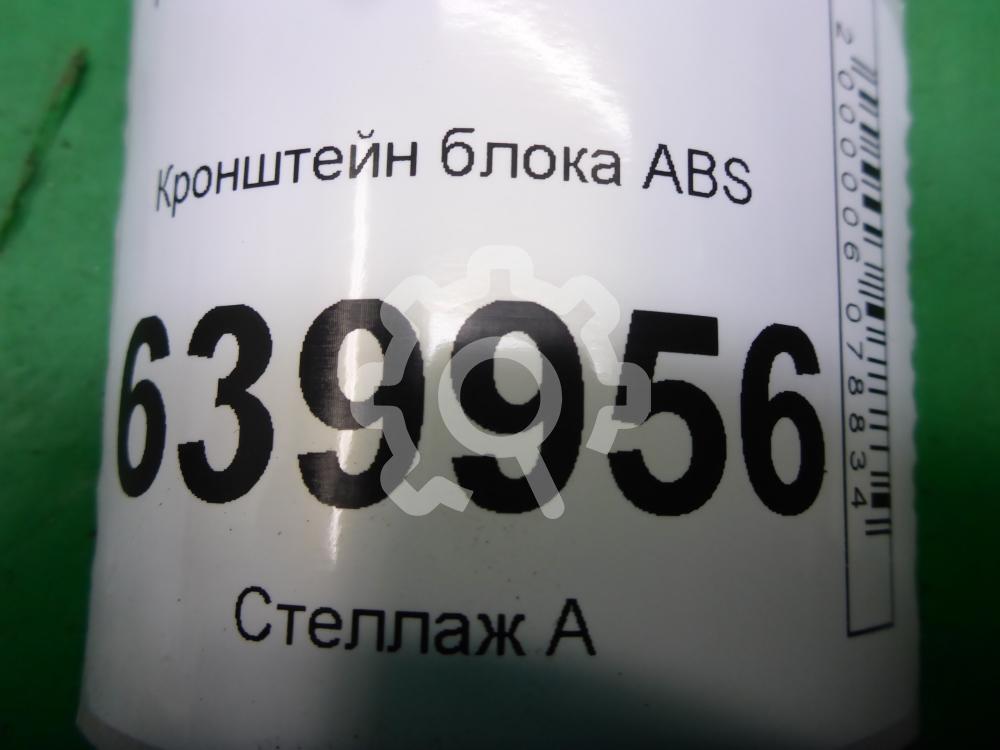 Кронштейн блока ABS
639956
Стеллаж А
2000006078834